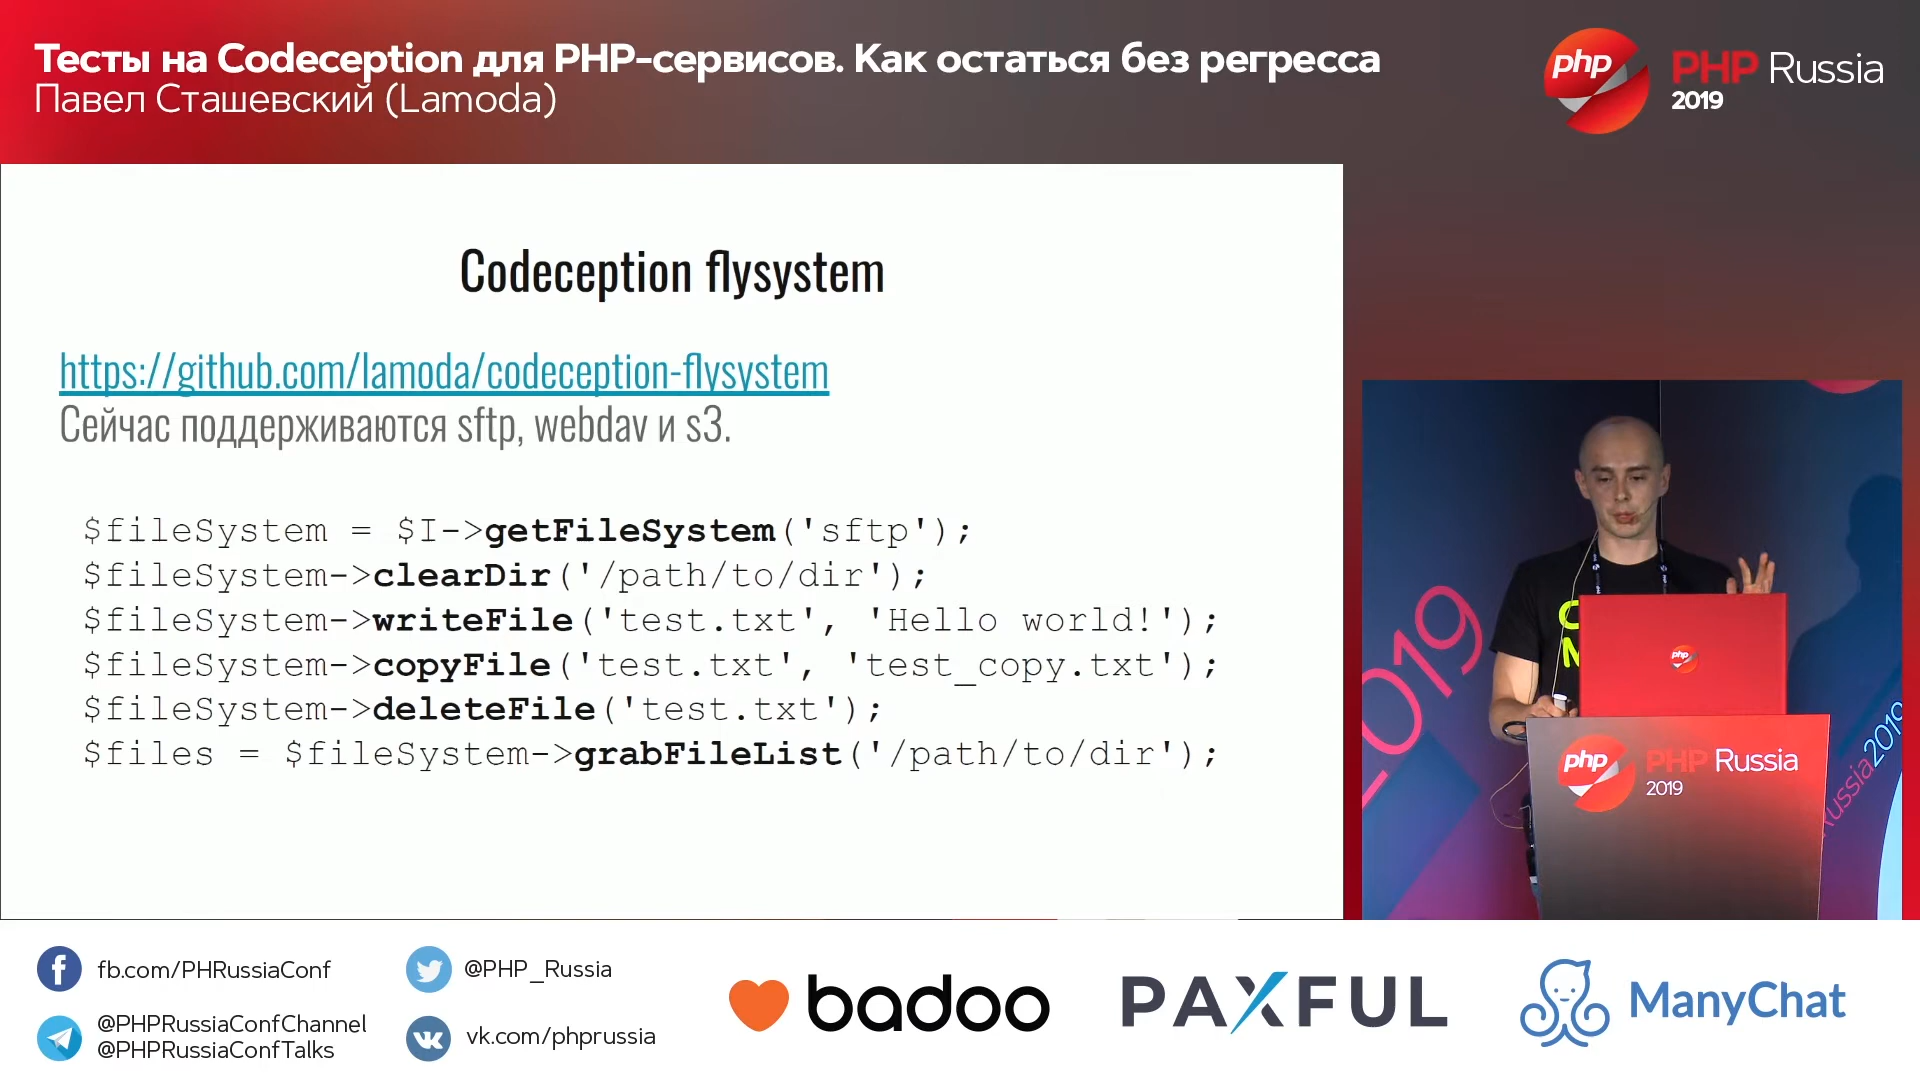 Тесты на Codeception для PHP-сервисов. Как остаться без регресса
Павел Сташевский (Lamoda)
php
PHP Russia
2019
Codeception flysystem
https://github.com/lamoda/codeception-flysystem
Сейчас поддерживаются sftp, webdav и s3.
$fileSystem = $I->getFileSystem('sftp');
$fileSystem->clearDir('/path/to/dir');
$fileSystem->writeFile('test.txt', 'Hello world!');
$fileSystem->copyFile('test.txt', 'test_copy.txt');
$fileSystem->deleteFile('test.txt');
$files = $fileSystem->grabFileList('/path/to/dir');
2019
php
php
PHP Russia
2019
Russia2019
fb.com/PHRussiaConf
@PHP_Russia
@PHPRussiaConfChannel
@PHPRussiaConfTalks
vk.com/phprussia
badoo
PAXFUL
ManyChat